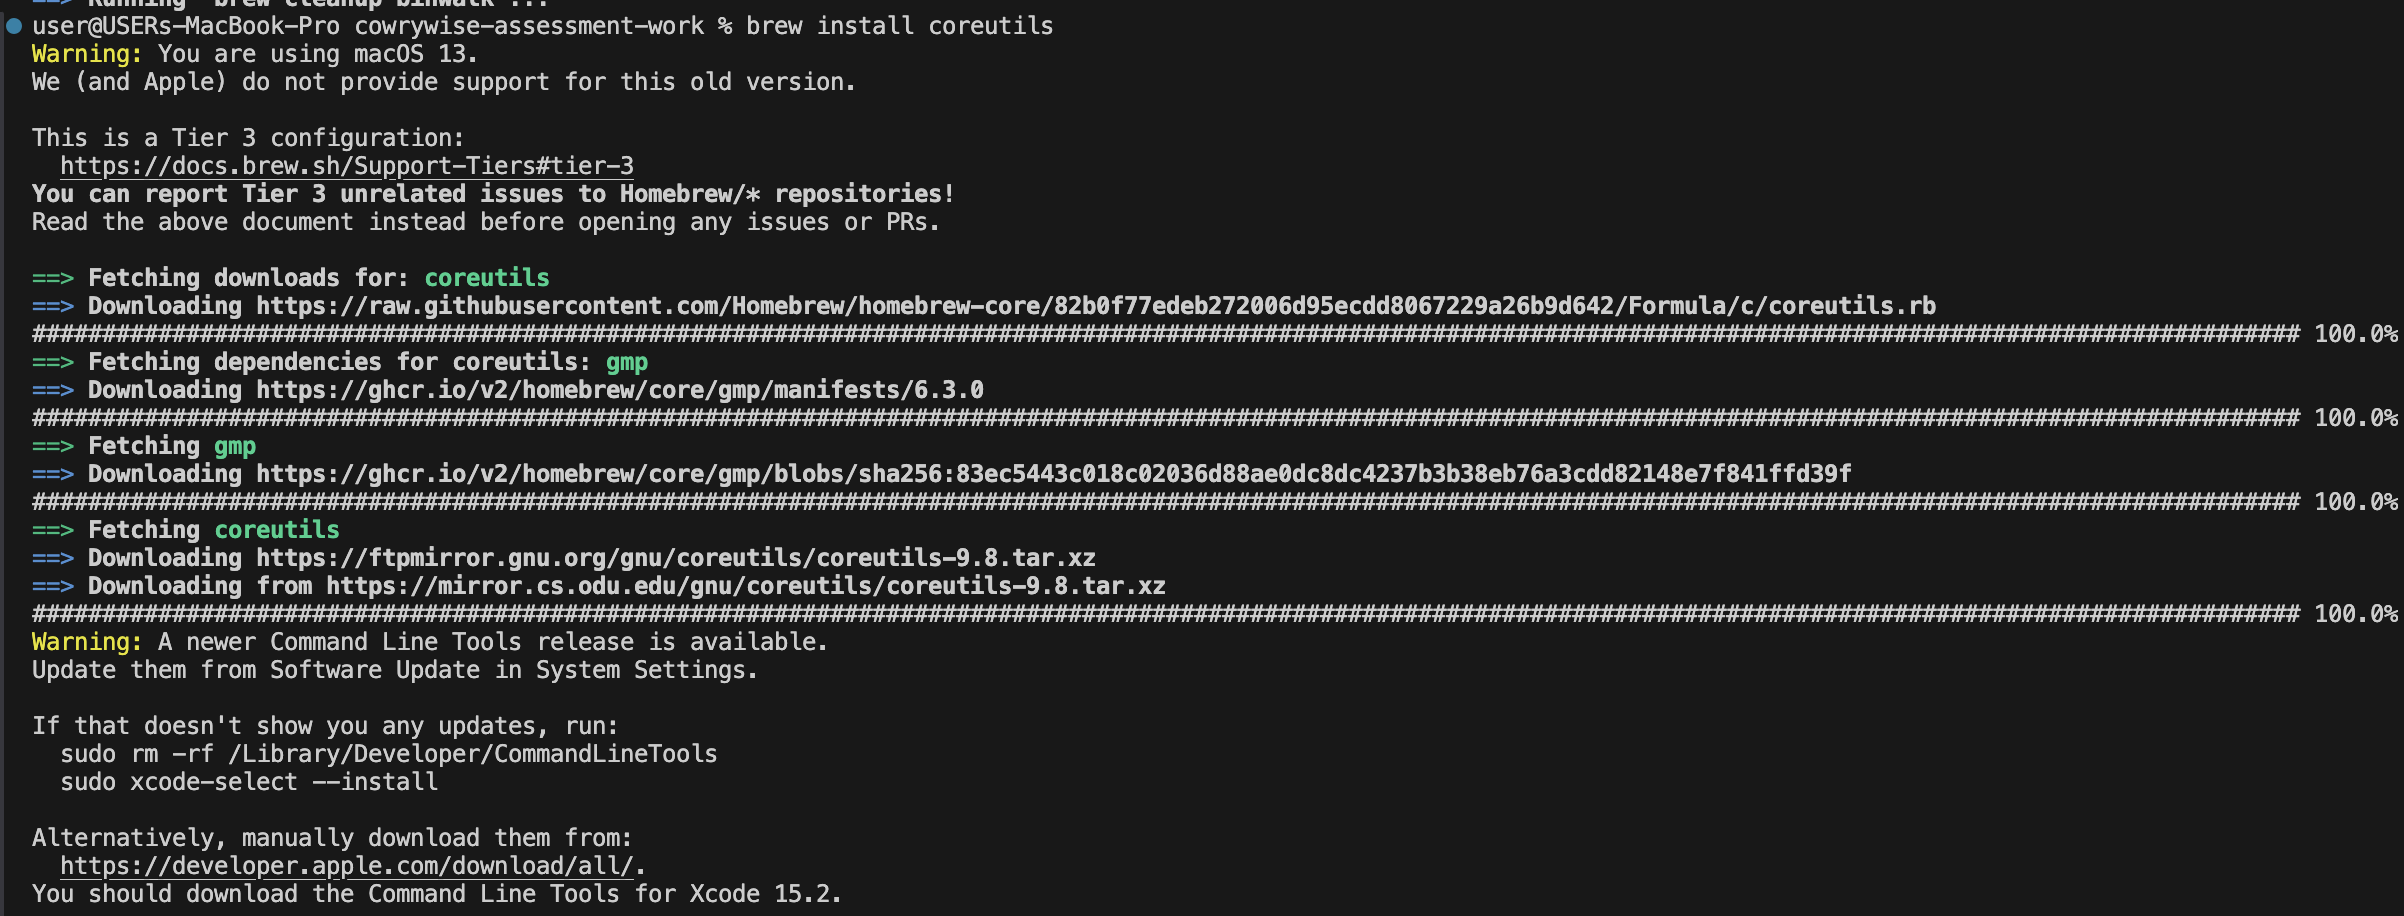 ==> Running `brew cleanup binwalk`...
user@USERs-MacBook-Pro cowrywise-assessment-work % brew install coreutils
Warning: You are using macOS 13.
We (and Apple) do not provide support for this old version.
This is a Tier 3 configuration:
https://docs.brew.sh/Support-Tiers#tier-3
You can report Tier 3 unrelated issues to Homebrew/* repositories!
Read the above document instead before opening any issues or PRs.
==> Fetching downloads for: coreutils
==> Downloading https://raw.githubusercontent.com/Homebrew/homebrew-core/82b0f77edeb272006d95ecdd8067229a26b9d642/Formula/c/coreutils.rb
################################################################################ 100.0%
==> Fetching dependencies for coreutils: gmp
==> Downloading https://ghcr.io/v2/homebrew/core/gmp/manifests/6.3.0
################################################################################ 100.0%
==> Fetching gmp
==> Downloading https://ghcr.io/v2/homebrew/core/gmp/blobs/sha256:83ec5443c018c02036d88ae0dc8dc4237b3b38eb76a3cdd82148e7f841ffd39f
################################################################################ 100.0%
==> Fetching coreutils
==> Downloading https://ftpmirror.gnu.org/gnu/coreutils/coreutils-9.8.tar.xz
==> Downloading from https://mirror.cs.odu.edu/gnu/coreutils/coreutils-9.8.tar.xz
################################################################################ 100.0%
Warning: A newer Command Line Tools release is available.
Update them from Software Update in System Settings.
If that doesn't show you any updates, run:
sudo rm -rf /Library/Developer/CommandLineTools
sudo xcode-select --install
Alternatively, manually download them from:
https://developer.apple.com/download/all/.
You should download the Command Line Tools for Xcode 15.2.